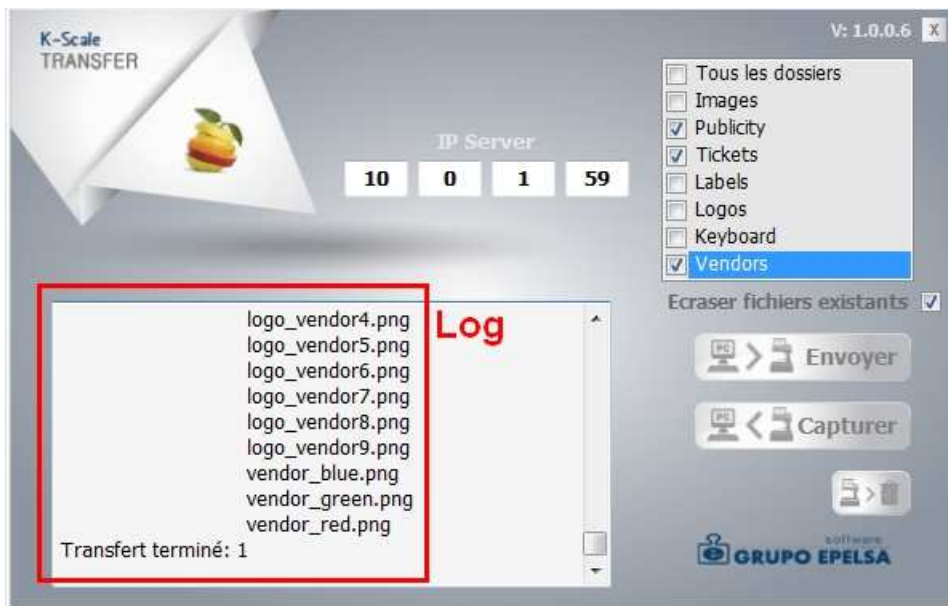 K-Scale
TRANSFER
V: 1.0.0.6 X
Tous les dossiers
Images
Publicity
Tickets
Labels
Logos
Keyboard
Vendors
IP Server
10 0 1 59
Ecraser fichiers existants
PC Envoyer
PC Capturer
logo_vendor4.png
logo_vendor5.png
logo_vendor6.png
logo_vendor7.png
logo_vendor8.png
logo_vendor9.png
vendor_blue.png
vendor_green.png
vendor_red.png
Transfert terminé: 1
Log
software
GRUPO EPELSA